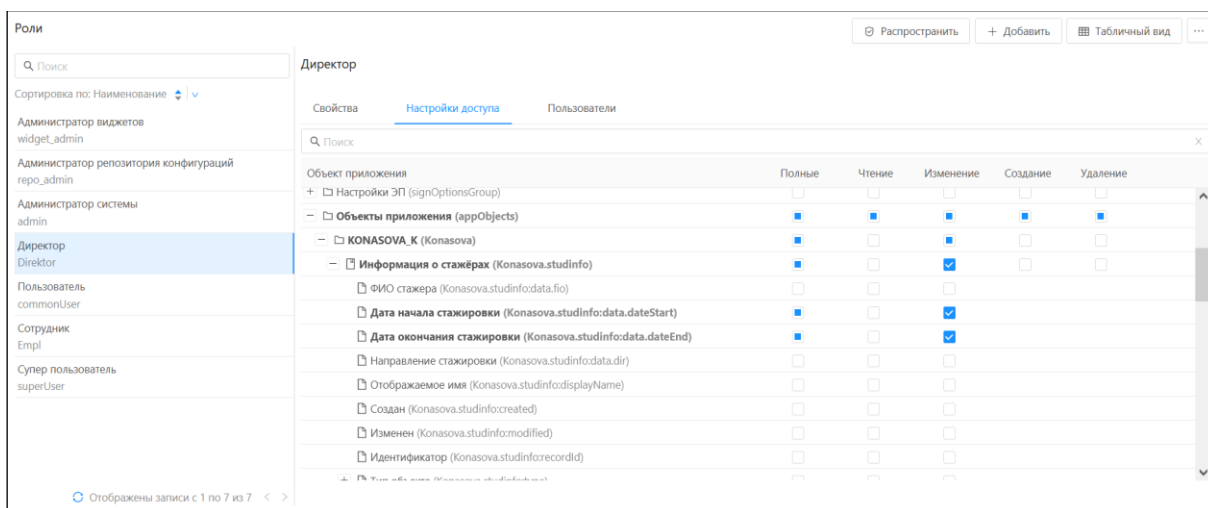 Роли
Распространить
Добавить
Табличный вид
Поиск
Сортировка по: Наименование
Администратор виджетов
widget_admin
Администратор репозитория конфигураций
repo_admin
Администратор системы
admin
Директор
Direktor
Пользователь
commonUser
Сотрудник
Empl
Супер пользователь
superUser
Отображены записи с 1 по 7 из 7
Директор
Свойства Настройки доступа Пользователи
Поиск
Объект приложения Полные Чтение Изменение Создание Удаление
Настройки ЭП (signOptionsGroup)
Объекты приложения (appObjects)
KONASOVA_K (Konasova)
Информация о стажёрах (Konasova.studinfo)
ФИО стажера (Konasova.studinfo:data.fio)
Дата начала стажировки (Konasova.studinfo:data.dateStart)
Дата окончания стажировки (Konasova.studinfo:data.dateEnd)
Направление стажировки (Konasova.studinfo:data.dir)
Отображаемое имя (Konasova.studinfo:displayName)
Создан (Konasova.studinfo:created)
Изменен (Konasova.studinfo:modified)
Идентификатор (Konasova.studinfo:recordId)